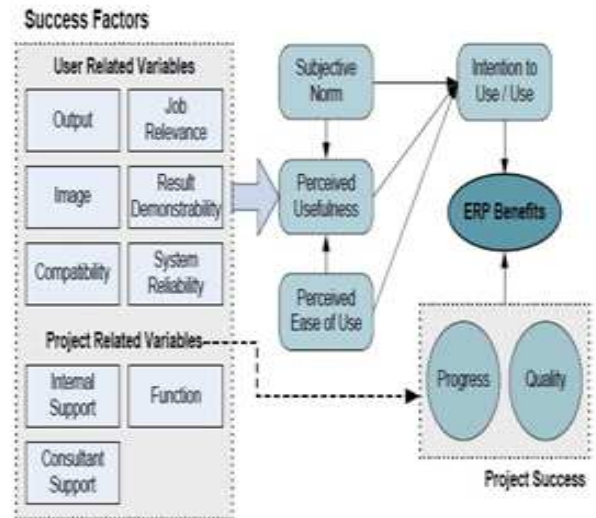 Success Factors
User Related Variables
Output
Job
Relevance
Image
Result
Demonstrability
Compatibility
System
Reliability
Project Related Variables
Internal
Support
Function
Consultant
Support
Subjective
Norm
Perceived
Usefulness
Perceived
Ease of Use
Intention to
Use / Use
ERP Benefits
Progress
Quality
Project Success